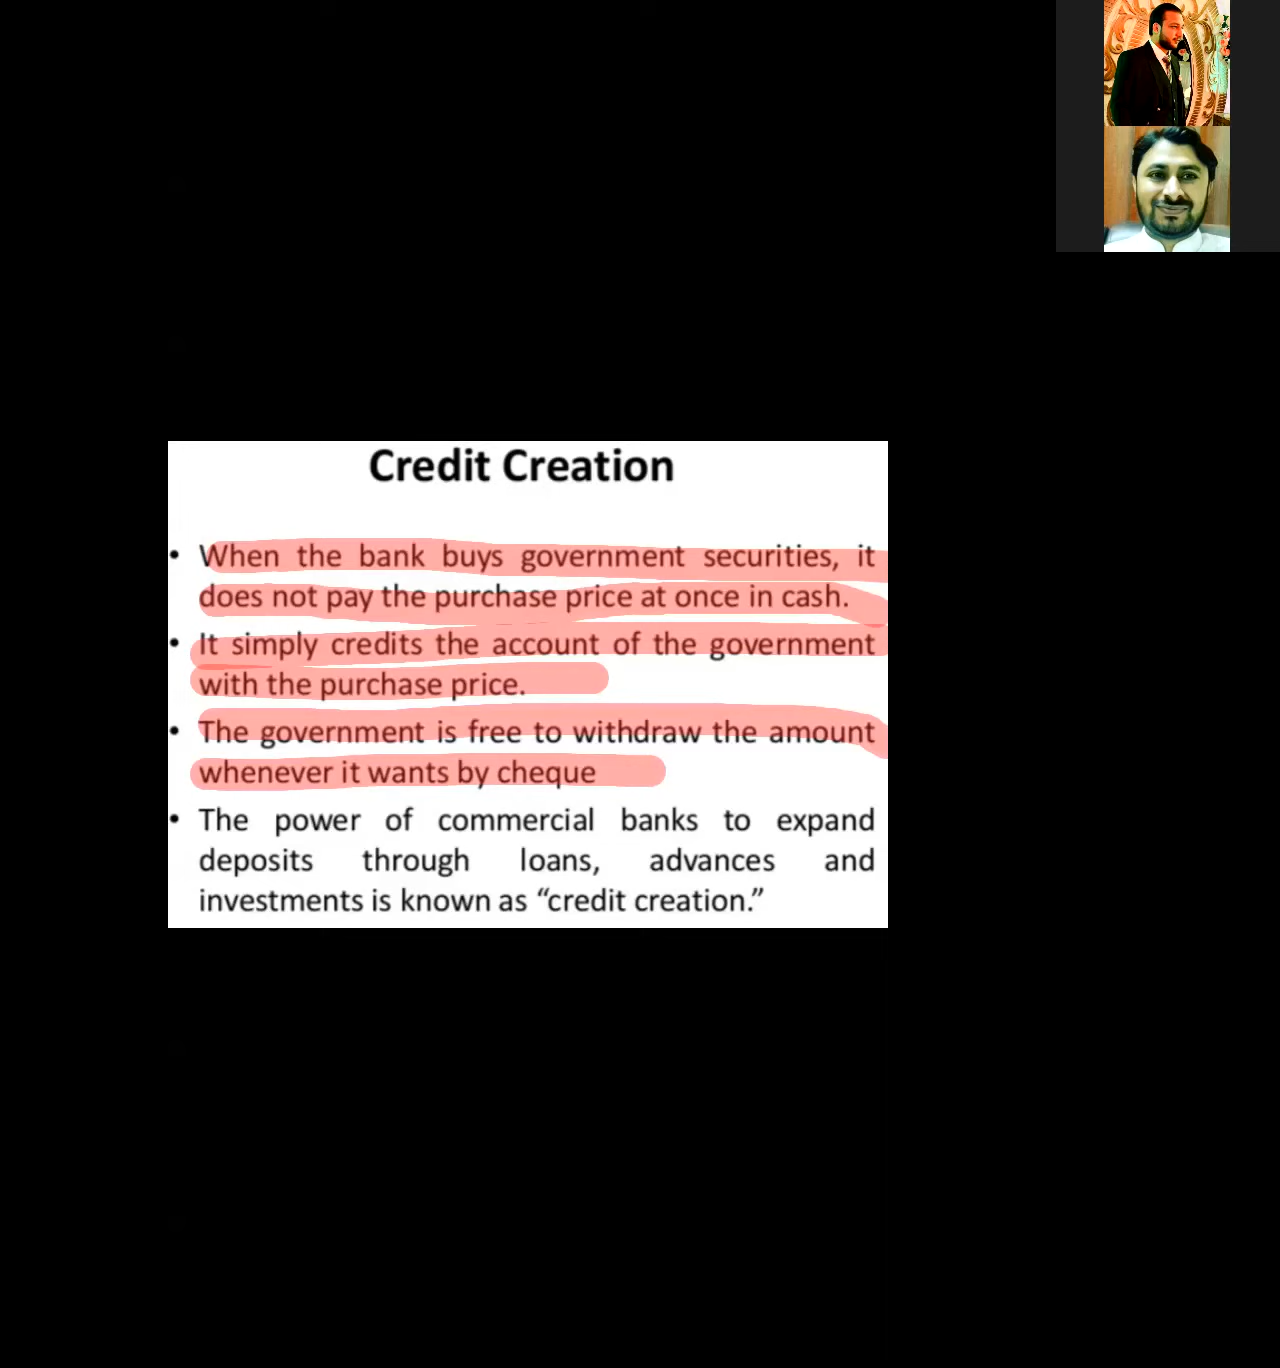 Credit Creation
• When the bank buys government securities, it
does not pay the purchase price at once in cash.
• It simply credits the account of the government
with the purchase price.
• The government is free to withdraw the amount
whenever it wants by cheque
• The power of commercial banks to expand
deposits through loans, advances and
investments is known as “credit creation.”